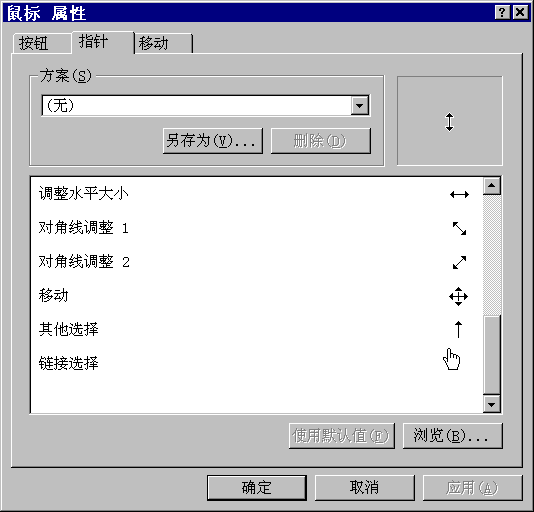 鼠标 属性
按钮 指针 移动
方案(S)
(无)
另存为(V)... 删除(D)
调整水平大小
对角线调整 1
对角线调整 2
移动
其他选择
链接选择
使用默认值(F) 浏览(B)...
确定 取消 应用(A)